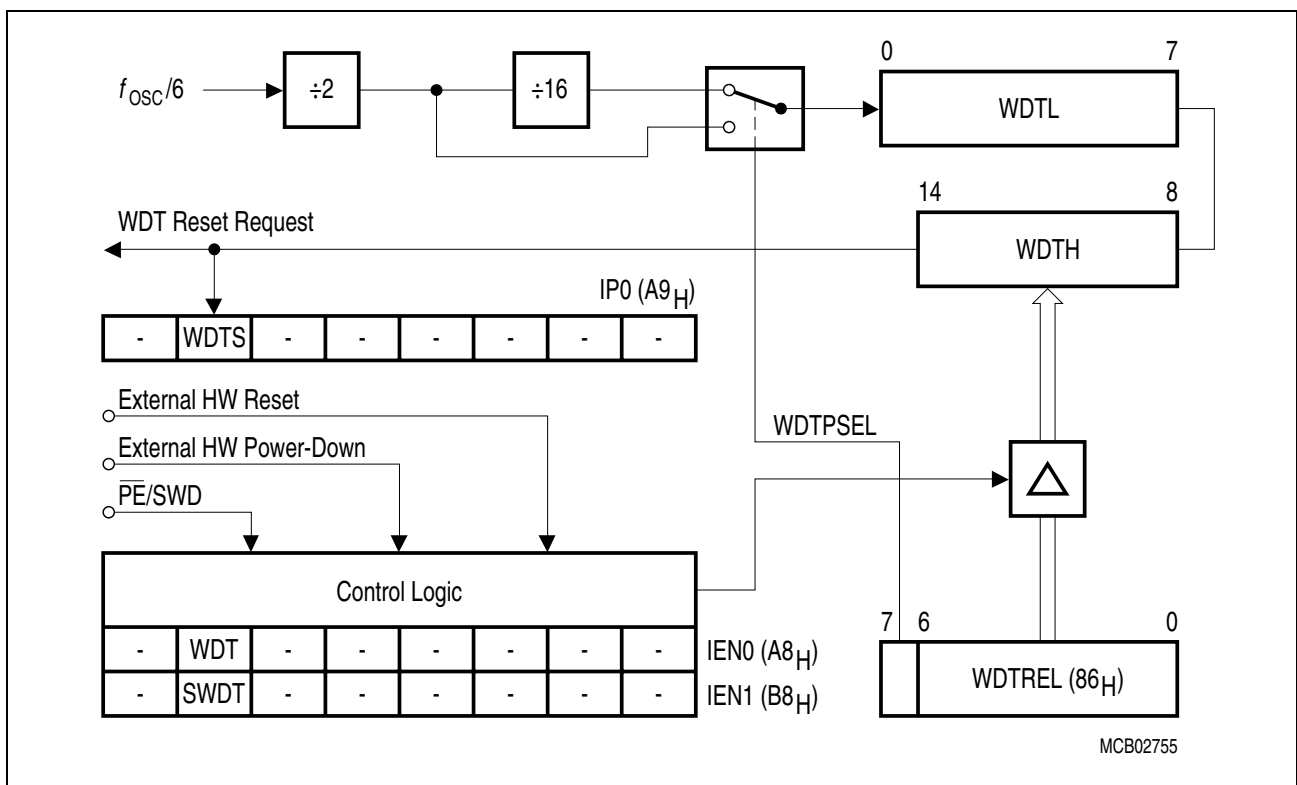 0 7
f OSC/6 ÷2 ÷16 WDTL
14 8
WDT Reset Request WDTH
IP0 (A9H)
- WDTS - - - - - -
External HW Reset
WDTPSEL
External HW Power-Down
PE/SWD
Control Logic
7 6 0
- WDT - - - - - - IEN0 (A8H)
WDTREL (86H)
- SWDT - - - - - - IEN1 (B8H)
MCB02755